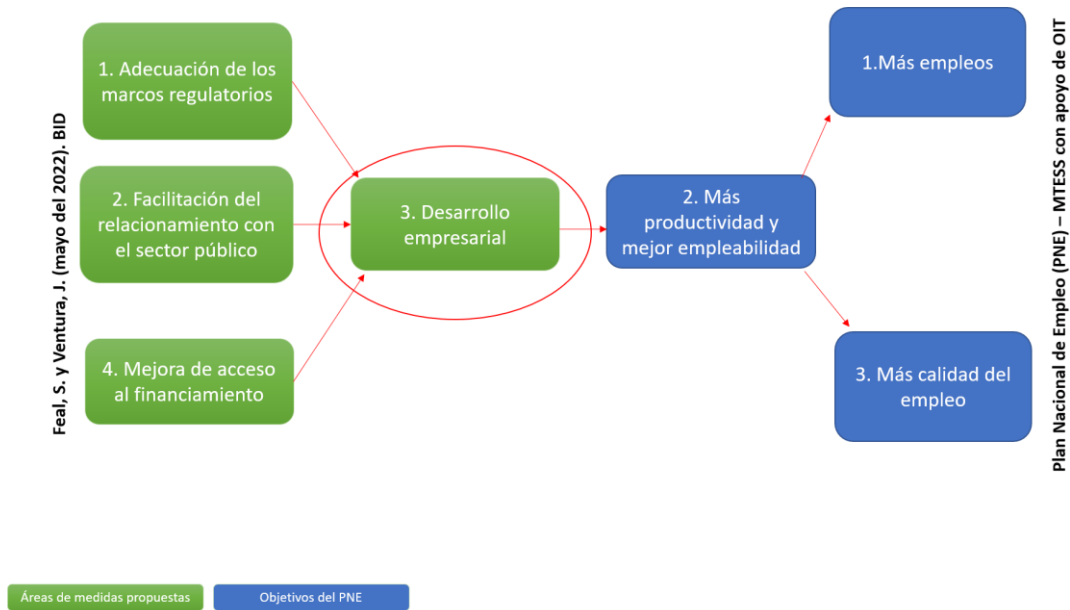 Feal, S. y Ventura, J. (mayo del 2022). BID
1. Adecuación de los
marcos regulatorios
2. Facilitación del
relacionamiento con
el sector público
4. Mejora de acceso
al financiamiento
3. Desarrollo
empresarial
2. Más
productividad y
mejor empleabilidad
1.Más empleos
3. Más calidad del
empleo
Plan Nacional de Empleo (PNE) – MTESS con apoyo de OIT
Áreas de medidas propuestas
Objetivos del PNE